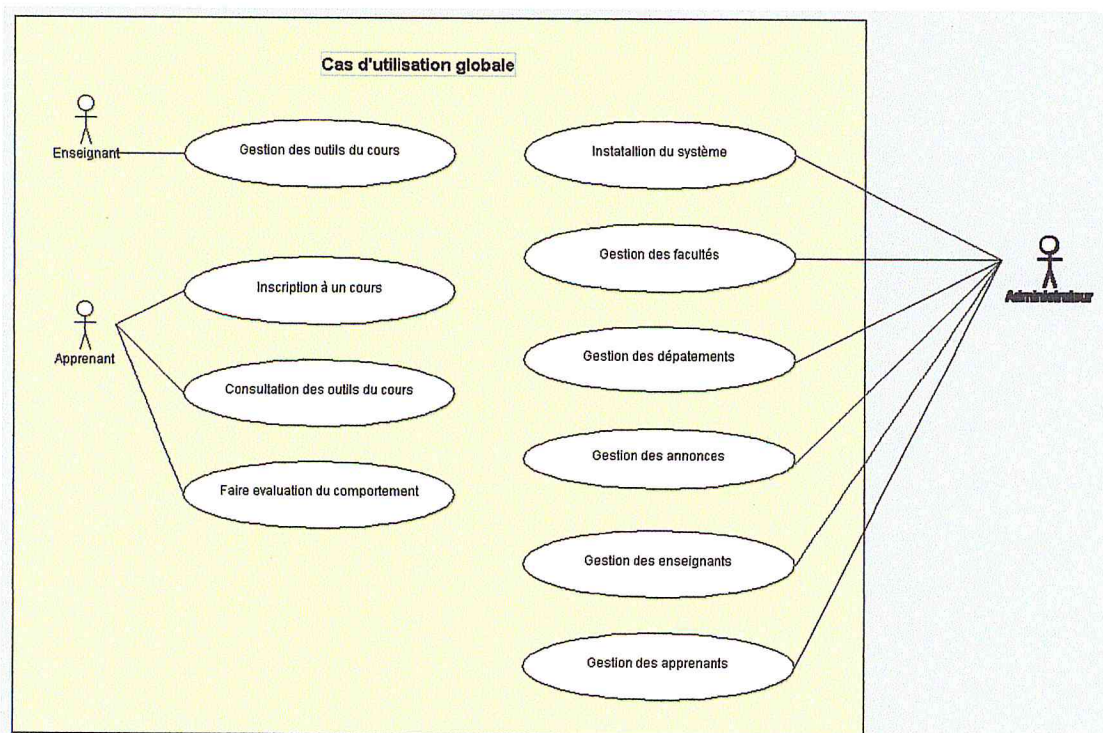 Cas d'utilisation globale
Enseignant
Gestion des outils du cours
Instatalltion du système
Gestion des facultés
Administrateur
Inscription à un cours
Apprenant
Gestion des dépatements
Consultation des outils du cours
Gestion des annonces
Faire evaluation du comportement
Gestion des enseignants
Gestion des apprenants